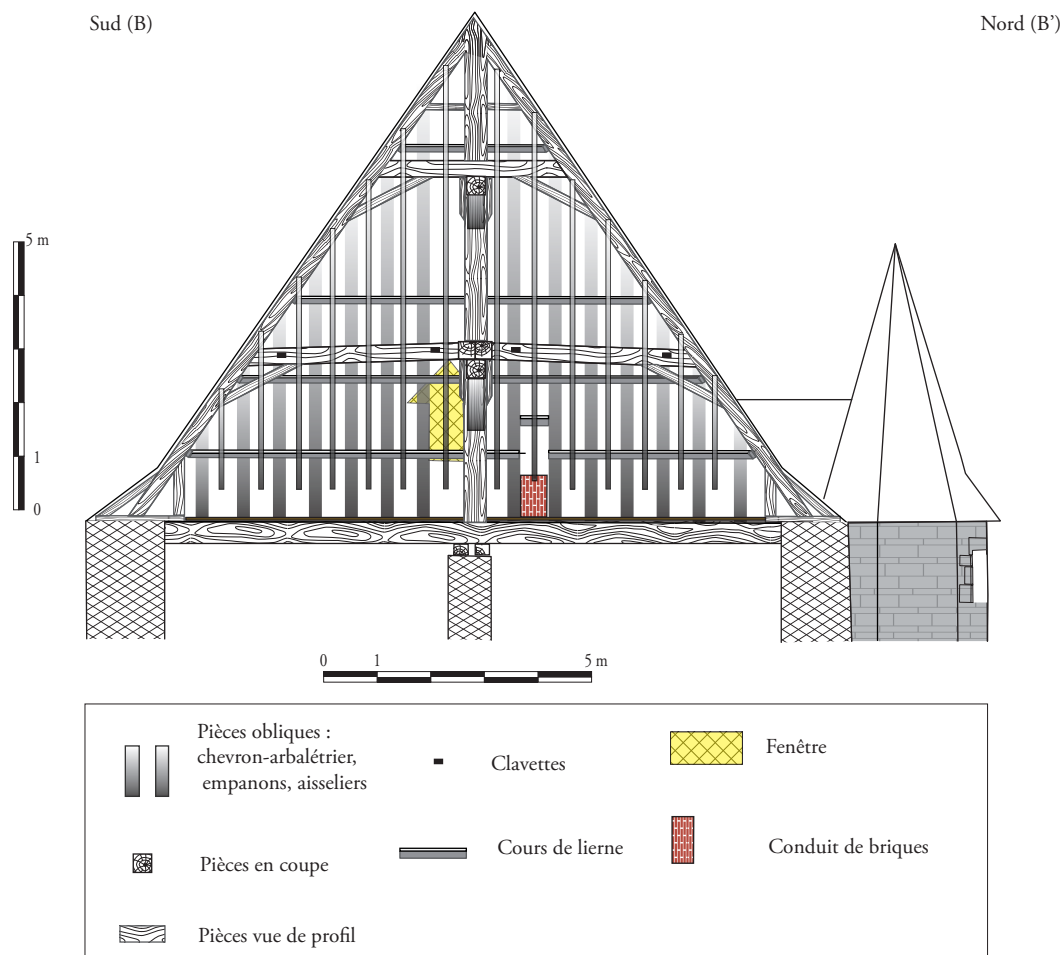 Sud (B)
Nord (B’)
5 m
1
0
0 1 5 m
Pièces obliques :
chevron-arbalétrier,
empanons, aisseliers
Clavettes
Fenêtre
Pièces en coupe
Cours de lierne
Conduit de briques
Pièces vue de profil